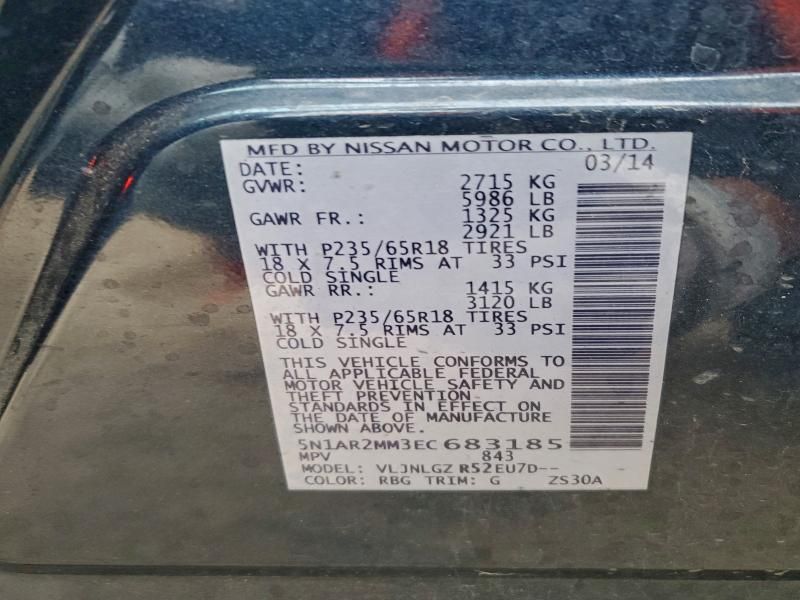 MFD BY NISSAN MOTOR CO., LTD.
DATE: 03/14
GVWR: 2715 KG
5986 LB
GAWR FR.: 1325 KG
2921 LB
WITH P235/65R18 TIRES
18 X 7.5 RIMS AT 33 PSI
COLD SINGLE
GAWR RR.: 1415 KG
3120 LB
WITH P235/65R18 TIRES
18 X 7.5 RIMS AT 33 PSI
COLD SINGLE
THIS VEHICLE CONFORMS TO
ALL APPLICABLE FEDERAL
MOTOR VEHICLE SAFETY AND
THEFT PREVENTION
STANDARDS IN EFFECT ON
THE DATE OF MANUFACTURE
SHOWN ABOVE.
5N1AR2MM3EC683185
MPV 843
MODEL: VLJNLGZ R52EU7D--
COLOR: RBG TRIM: G ZS30A